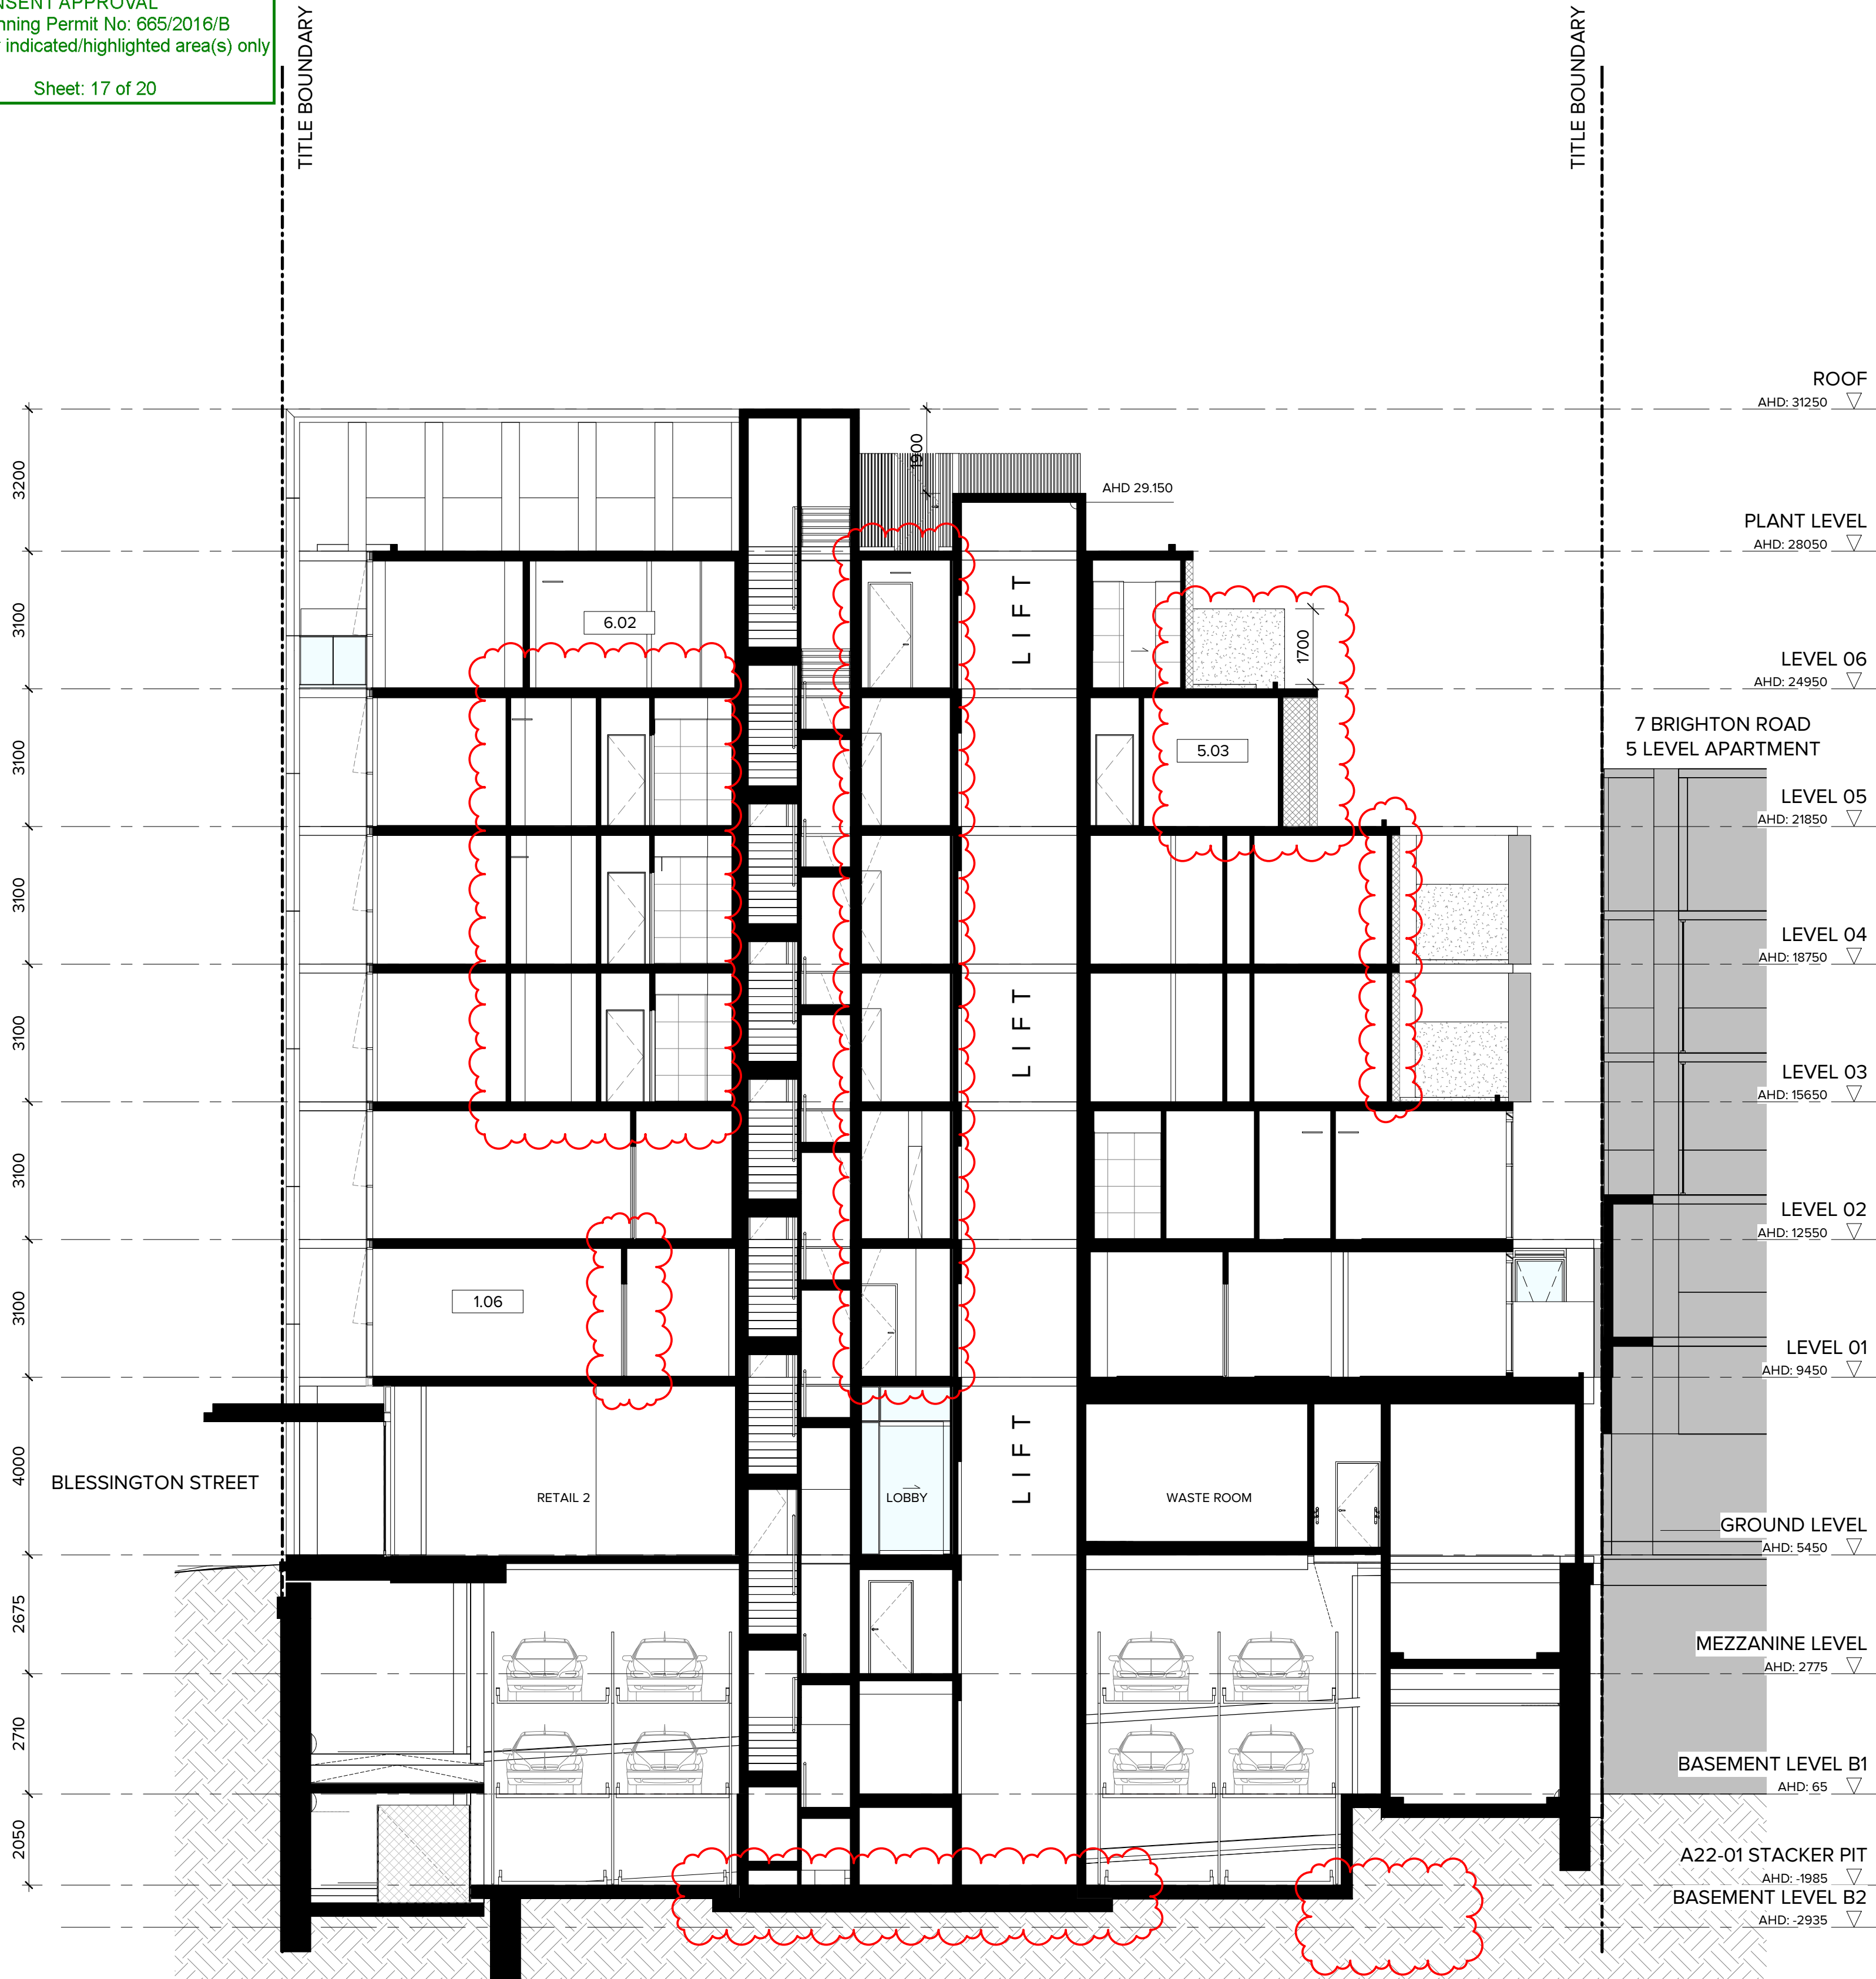 NSENT APPROVAL
nning Permit No: 665/2016/B
indicated/highlighted area(s) only
Sheet: 17 of 20
TITLE BOUNDARY
TITLE BOUNDARY
ROOF
AHD: 31250
1900
3200
AHD 29.150
PLANT LEVEL
AHD: 28050
3100
6.02
LIFT
1700
LEVEL 06
AHD: 24950
7 BRIGHTON ROAD
5 LEVEL APARTMENT
3100
5.03
LEVEL 05
AHD: 21850
3100
LEVEL 04
AHD: 18750
3100
LIFT
LEVEL 03
AHD: 15650
3100
LEVEL 02
AHD: 12550
3100
1.06
LEVEL 01
AHD: 9450
4000
LIFT
BLESSINGTON STREET
RETAIL 2
LOBBY
WASTE ROOM
GROUND LEVEL
AHD: 5450
2675
MEZZANINE LEVEL
AHD: 2775
2710
BASEMENT LEVEL B1
AHD: 65
2050
A22-01 STACKER PIT
AHD: -1985
BASEMENT LEVEL B2
AHD: -2935